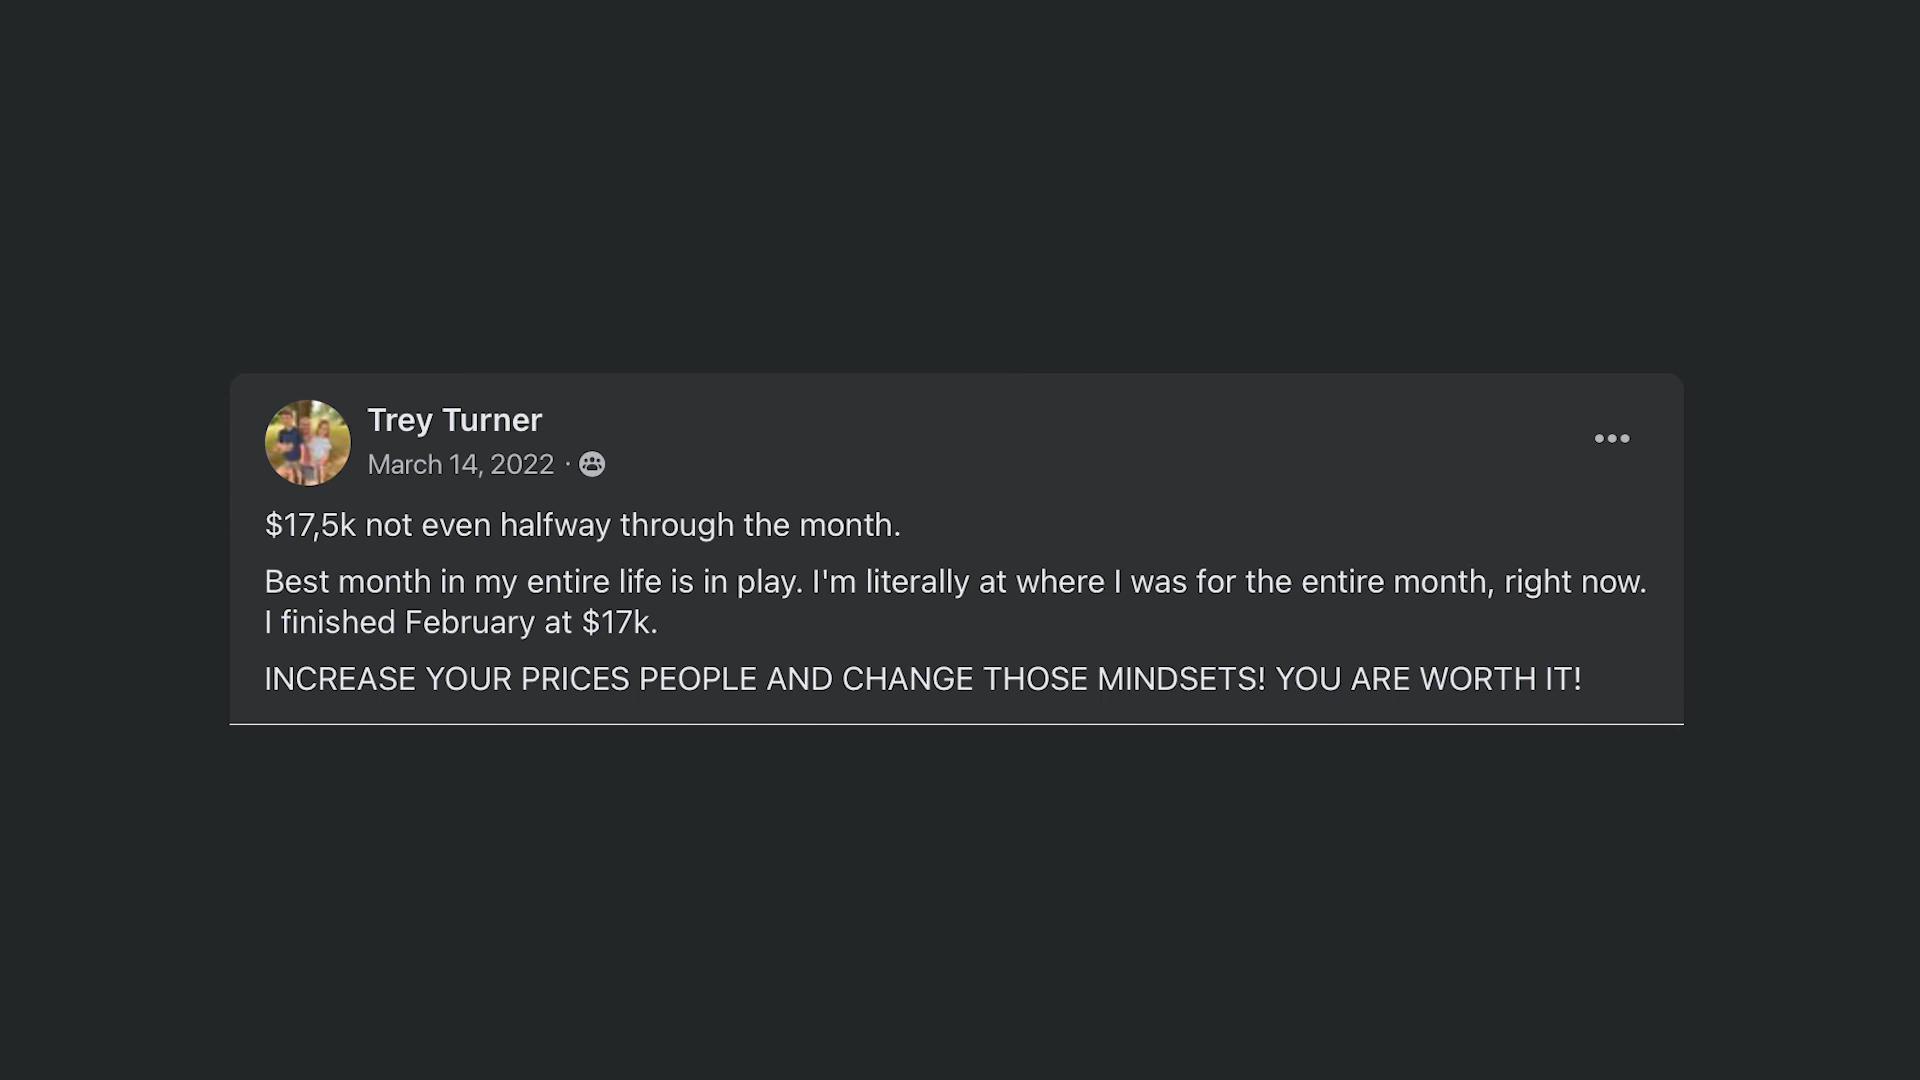 Trey Turner
March 14, 2022 ·
$17,5k not even halfway through the month.
Best month in my entire life is in play. I'm literally at where I was for the entire month, right now.
I finished February at $17k.
INCREASE YOUR PRICES PEOPLE AND CHANGE THOSE MINDSETS! YOU ARE WORTH IT!